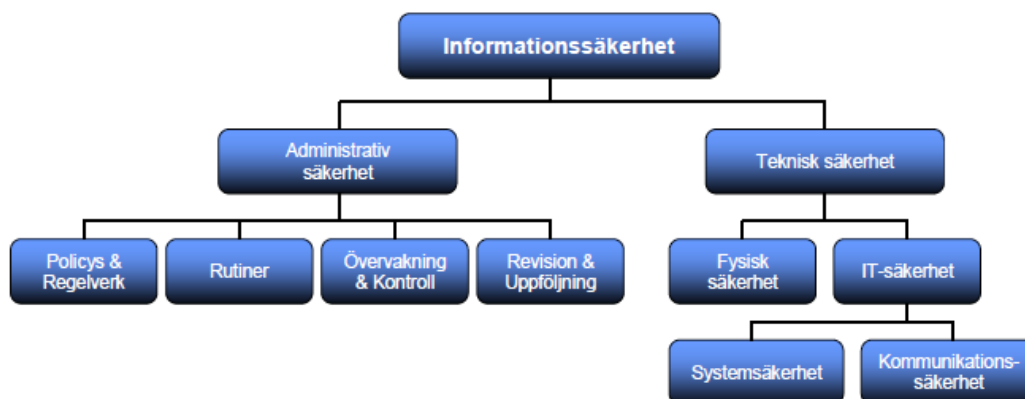 Informationssäkerhet
Administrativ
säkerhet
Teknisk säkerhet
Policys &
Regelverk
Rutiner
Övervakning
& Kontroll
Revision &
Uppföljning
Fysisk
säkerhet
IT-säkerhet
Systemsäkerhet
Kommunikations-
säkerhet